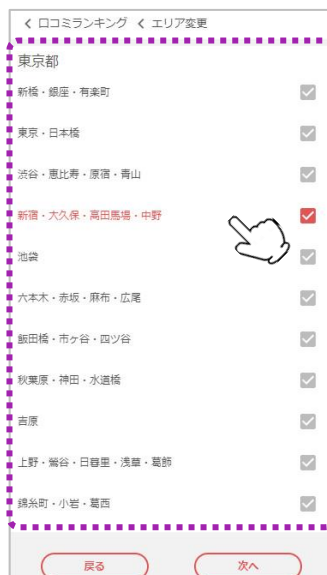 < 口コミランキング < エリア変更
東京都
新橋・銀座・有楽町
東京・日本橋
渋谷・恵比寿・原宿・青山
新宿・大久保・高田馬場・中野
池袋
六本木・赤坂・麻布・広尾
飯田橋・市ヶ谷・四ツ谷
秋葉原・神田・水道橋
吉原
上野・鶯谷・日暮里・浅草・葛飾
錦糸町・小岩・葛西
戻る
次へ